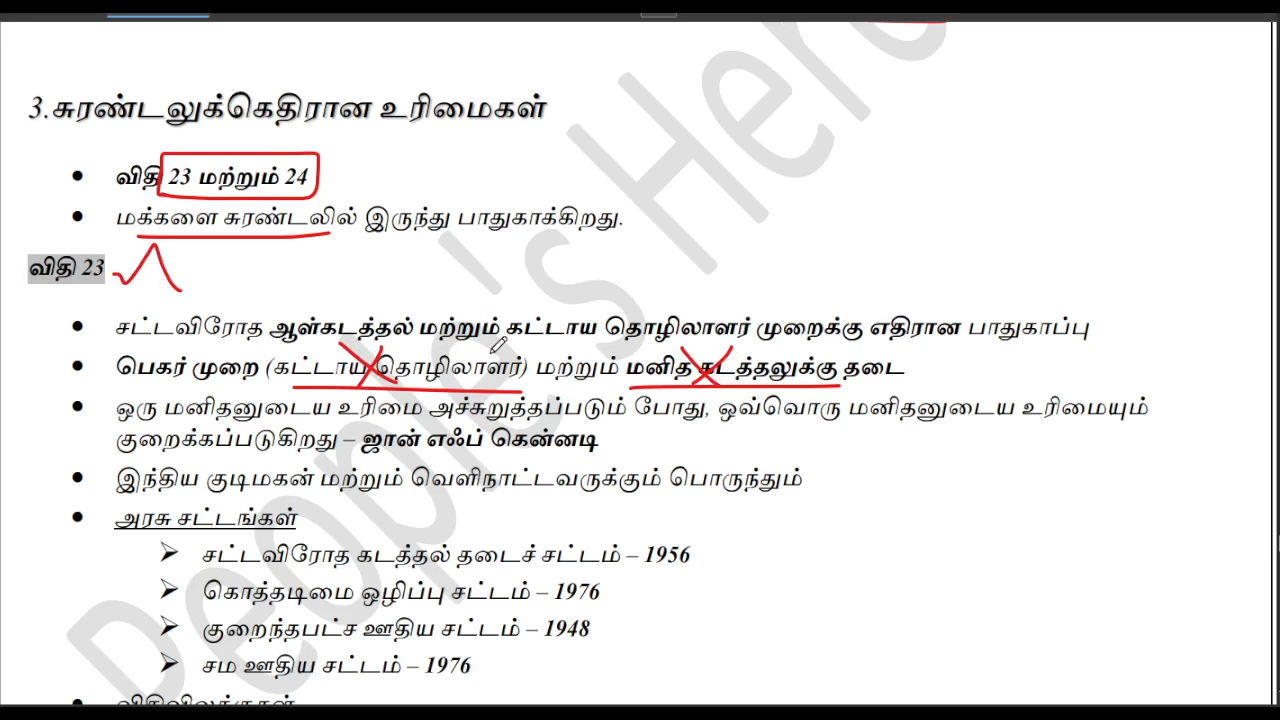 3.சுரண்டலுக்கெதிரான உரிமைகள்
• விதி 23 மற்றும் 24
• மக்களை சுரண்டலில் இருந்து பாதுகாக்கிறது.
விதி 23
• சட்டவிரோத ஆள்கடத்தல் மற்றும் கட்டாய தொழிலாளர் முறைக்கு எதிரான பாதுகாப்பு
• பெகர் முறை (கட்டாய தொழிலாளர்) மற்றும் மனித கடத்தலுக்கு தடை
• ஒரு மனிதனுடைய உரிமை அச்சுறுத்தப்படும் போது, ஒவ்வொரு மனிதனுடைய உரிமையும்
குறைக்கப்படுகிறது – ஜான் எஃப் கென்னடி
• இந்திய குடிமகன் மற்றும் வெளிநாட்டவருக்கும் பொருந்தும்
• அரசு சட்டங்கள்
➢ சட்டவிரோத கடத்தல் தடைச் சட்டம் – 1956
➢ கொத்தடிமை ஒழிப்பு சட்டம் – 1976
➢ குறைந்தபட்ச ஊதிய சட்டம் – 1948
➢ சம ஊதிய சட்டம் – 1976
• விதிவிலக்குகள்
People's Hero